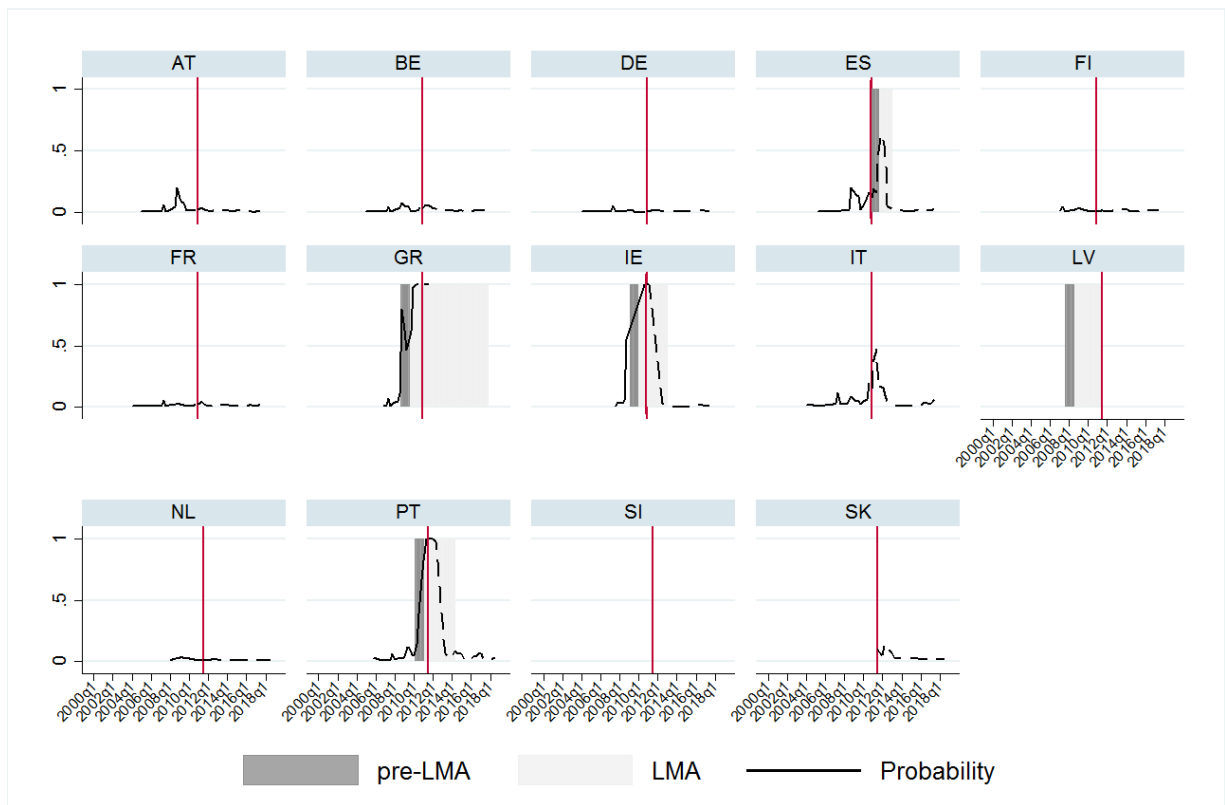 AT BE DE ES FI
1
.5
0
FR GR IE IT LV
1
.5
0
2000q1 2002q1 2004q1 2006q1 2008q1 2010q1 2012q1 2014q1 2016q1 2018q1
NL PT SI SK
1
.5
0
2000q1 2002q1 2004q1 2006q1 2008q1 2010q1 2012q1 2014q1 2016q1 2018q1 2000q1 2002q1 2004q1 2006q1 2008q1 2010q1 2012q1 2014q1 2016q1 2018q1 2000q1 2002q1 2004q1 2006q1 2008q1 2010q1 2012q1 2014q1 2016q1 2018q1 2000q1 2002q1 2004q1 2006q1 2008q1 2010q1 2012q1 2014q1 2016q1 2018q1
pre-LMA LMA Probability